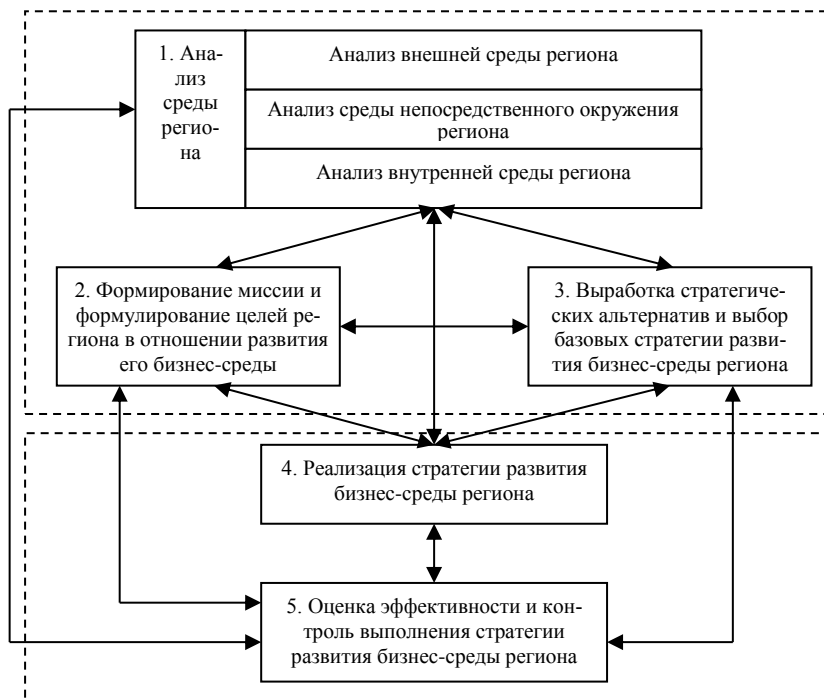 1. Ана-
лиз
среды
регио-
на
Анализ внешней среды региона
Анализ среды непосредственного окружения
региона
Анализ внутренней среды региона
2. Формирование миссии и
формулирование целей ре-
гиона в отношении развития
его бизнес-среды
3. Выработка стратегиче-
ских альтернатив и выбор
базовых стратегии разви-
тия бизнес-среды региона
4. Реализация стратегии развития
бизнес-среды региона
5. Оценка эффективности и кон-
троль выполнения стратегии
развития бизнес-среды региона